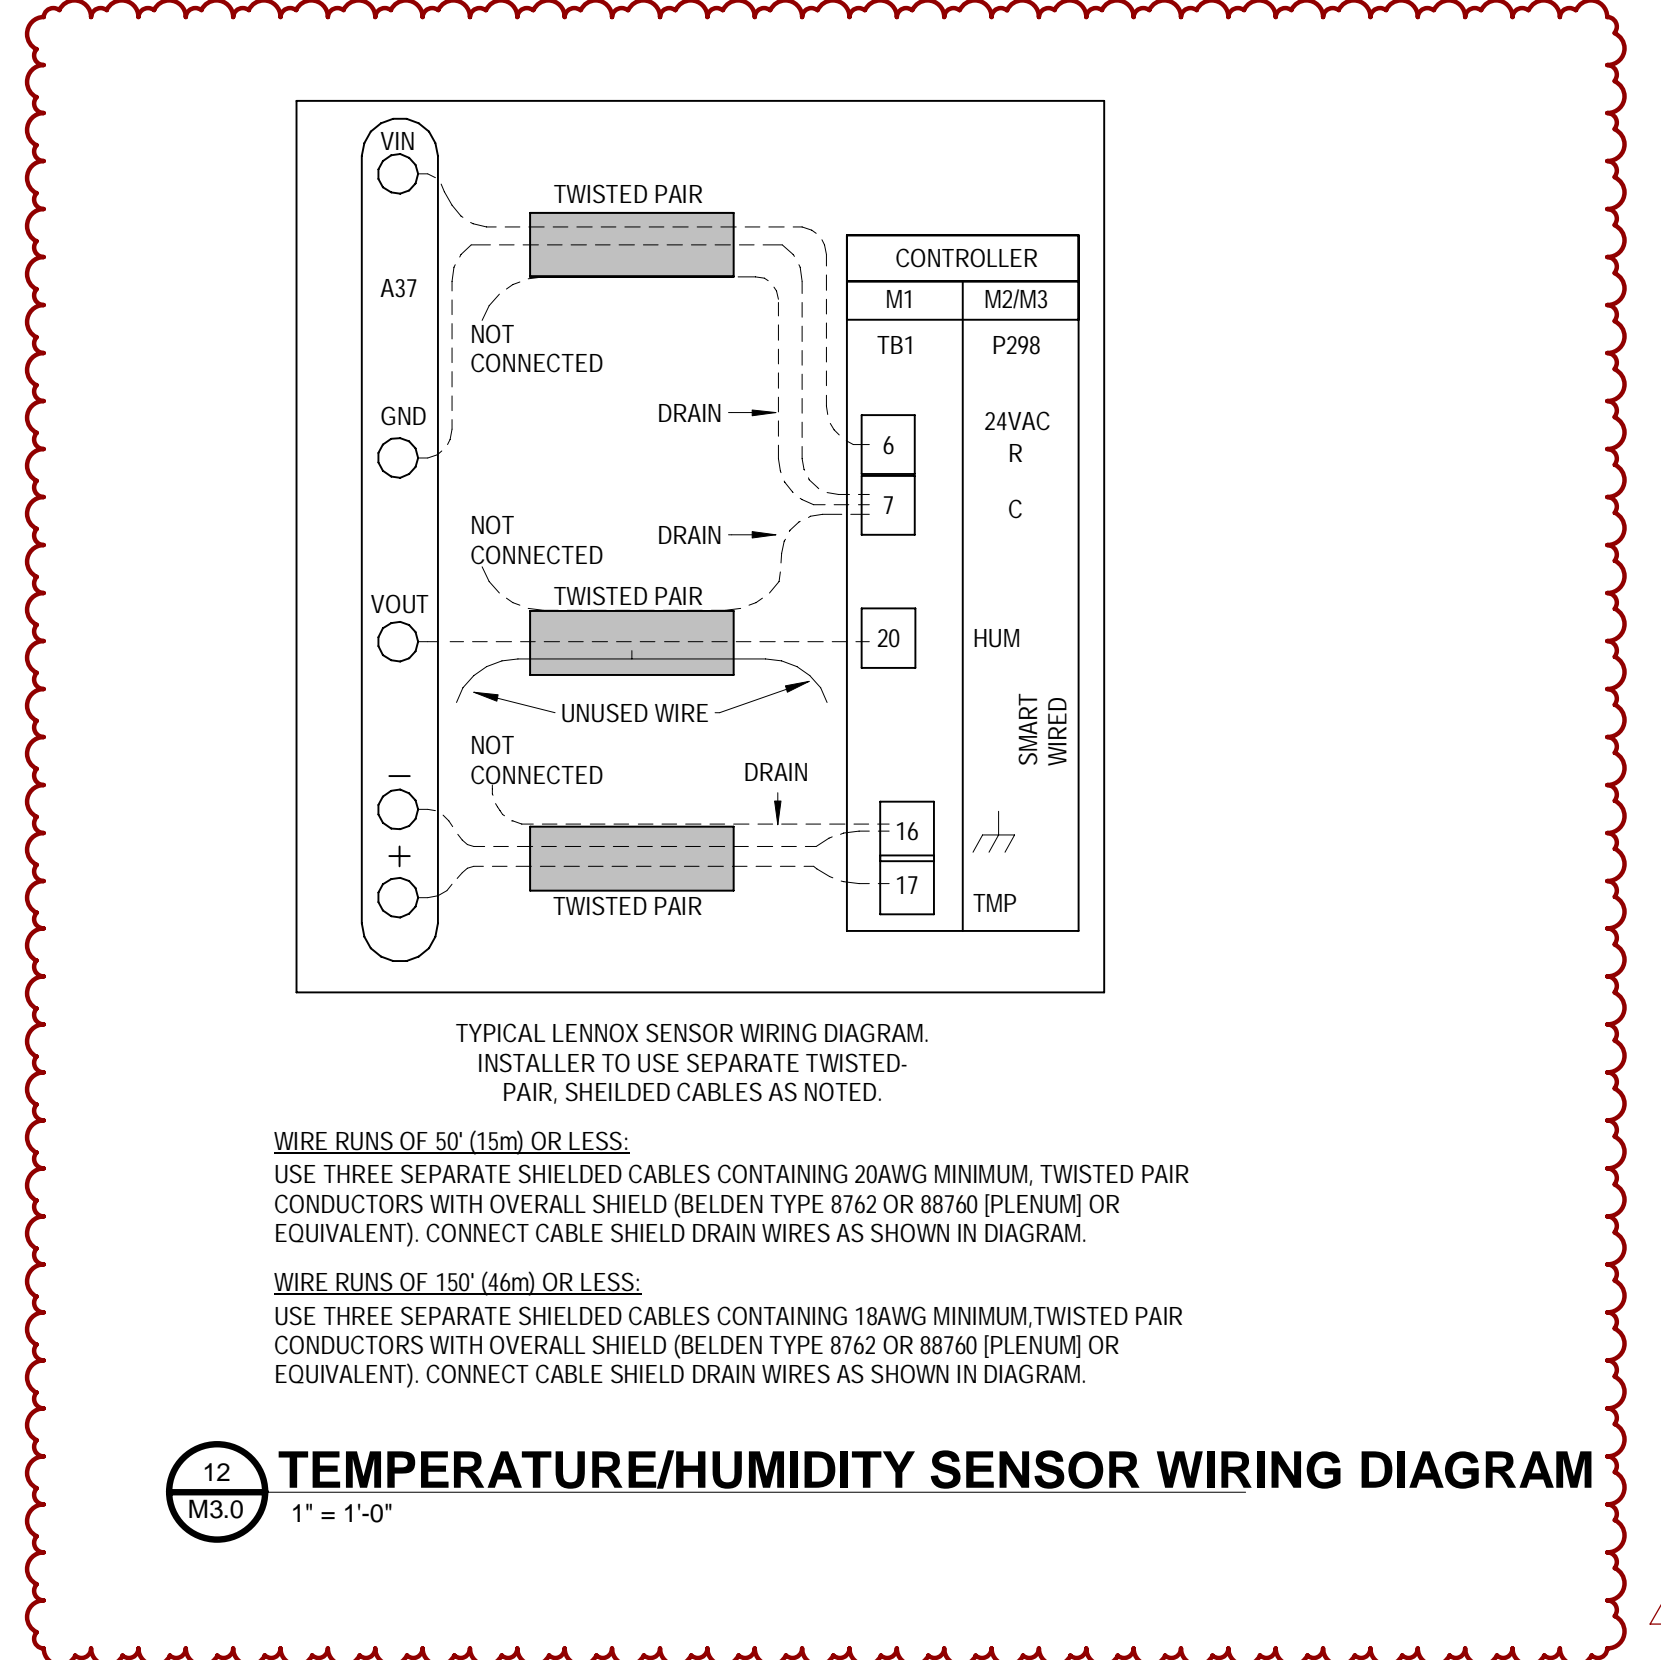 VIN
TWISTED PAIR
CONTROLLER
A37
M1
M2/M3
NOT
CONNECTED
TB1
P298
GND
DRAIN
24VAC
6
R
7
C
NOT
CONNECTED
DRAIN
VOUT
TWISTED PAIR
20
HUM
UNUSED WIRE
SMART
WIRED
NOT
CONNECTED
DRAIN
−
16
+
17
TWISTED PAIR
TMP
TYPICAL LENNOX SENSOR WIRING DIAGRAM.
INSTALLER TO USE SEPARATE TWISTED-
PAIR, SHEILDED CABLES AS NOTED.
WIRE RUNS OF 50' (15m) OR LESS:
USE THREE SEPARATE SHIELDED CABLES CONTAINING 20AWG MINIMUM, TWISTED PAIR
CONDUCTORS WITH OVERALL SHIELD (BELDEN TYPE 8762 OR 88760 [PLENUM] OR
EQUIVALENT). CONNECT CABLE SHIELD DRAIN WIRES AS SHOWN IN DIAGRAM.
WIRE RUNS OF 150' (46m) OR LESS:
USE THREE SEPARATE SHIELDED CABLES CONTAINING 18AWG MINIMUM,TWISTED PAIR
CONDUCTORS WITH OVERALL SHIELD (BELDEN TYPE 8762 OR 88760 [PLENUM] OR
EQUIVALENT). CONNECT CABLE SHIELD DRAIN WIRES AS SHOWN IN DIAGRAM.
12
M3.0
TEMPERATURE/HUMIDITY SENSOR WIRING DIAGRAM
1" = 1'-0"